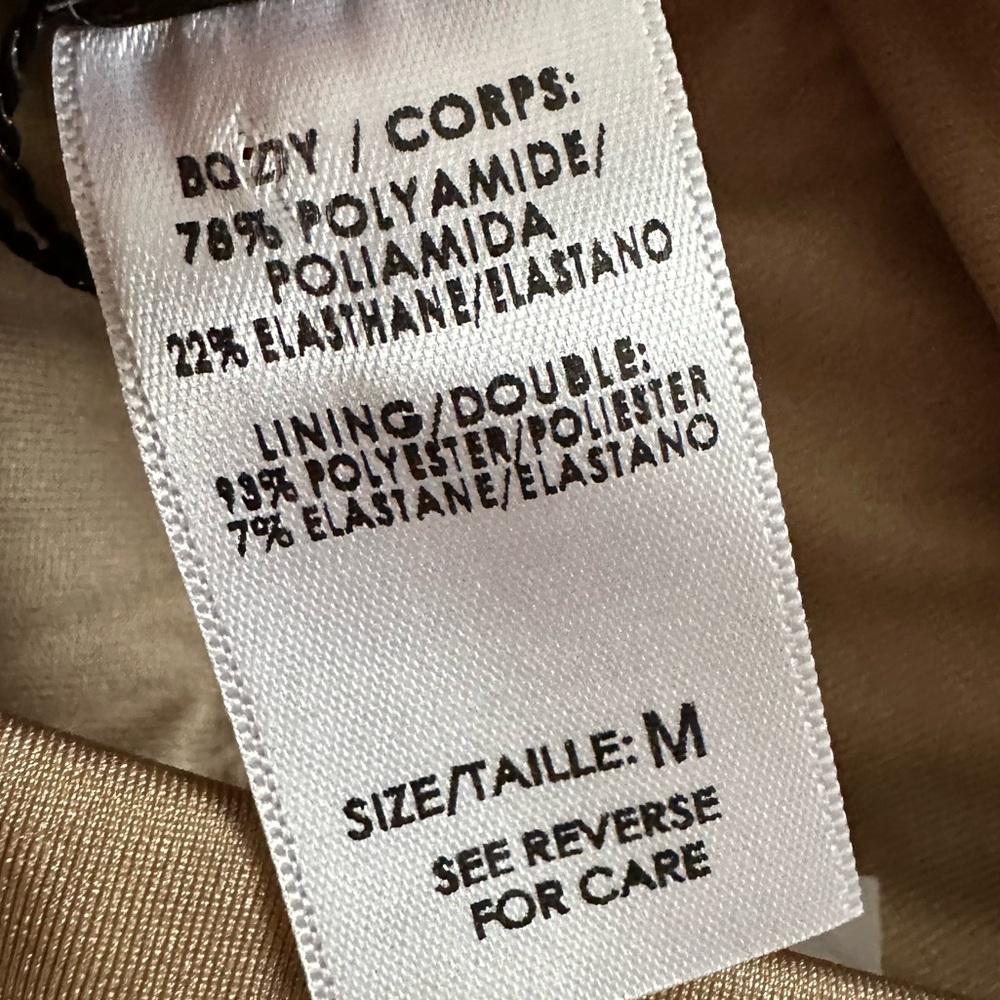 BODY / CORPS:
78% POLYAMIDE/
POLIAMIDA
22% ELASTHANE/ELASTANO
LINING/DOUBLE:
93% POLYESTER/POLIESTER
7% ELASTANE/ELASTANO
SIZE/TAILLE: M
SEE REVERSE
FOR CARE